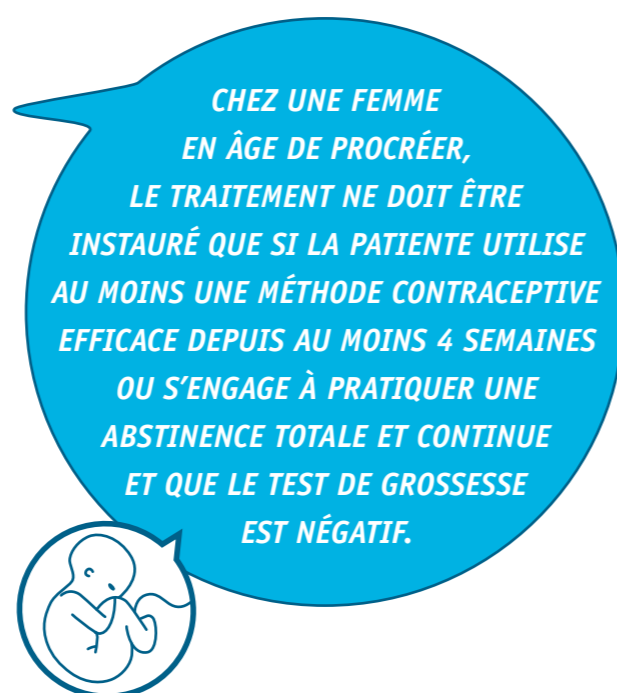 CHEZ UNE FEMME
EN ÂGE DE PROCRÉER,
LE TRAITEMENT NE DOIT ÊTRE
INSTAURÉ QUE SI LA PATIENTE UTILISE
AU MOINS UNE MÉTHODE CONTRACEPTIVE
EFFICACE DEPUIS AU MOINS 4 SEMAINES
OU S’ENGAGE À PRATIQUER UNE
ABSTINENCE TOTALE ET CONTINUE
ET QUE LE TEST DE GROSSESSE
EST NÉGATIF.